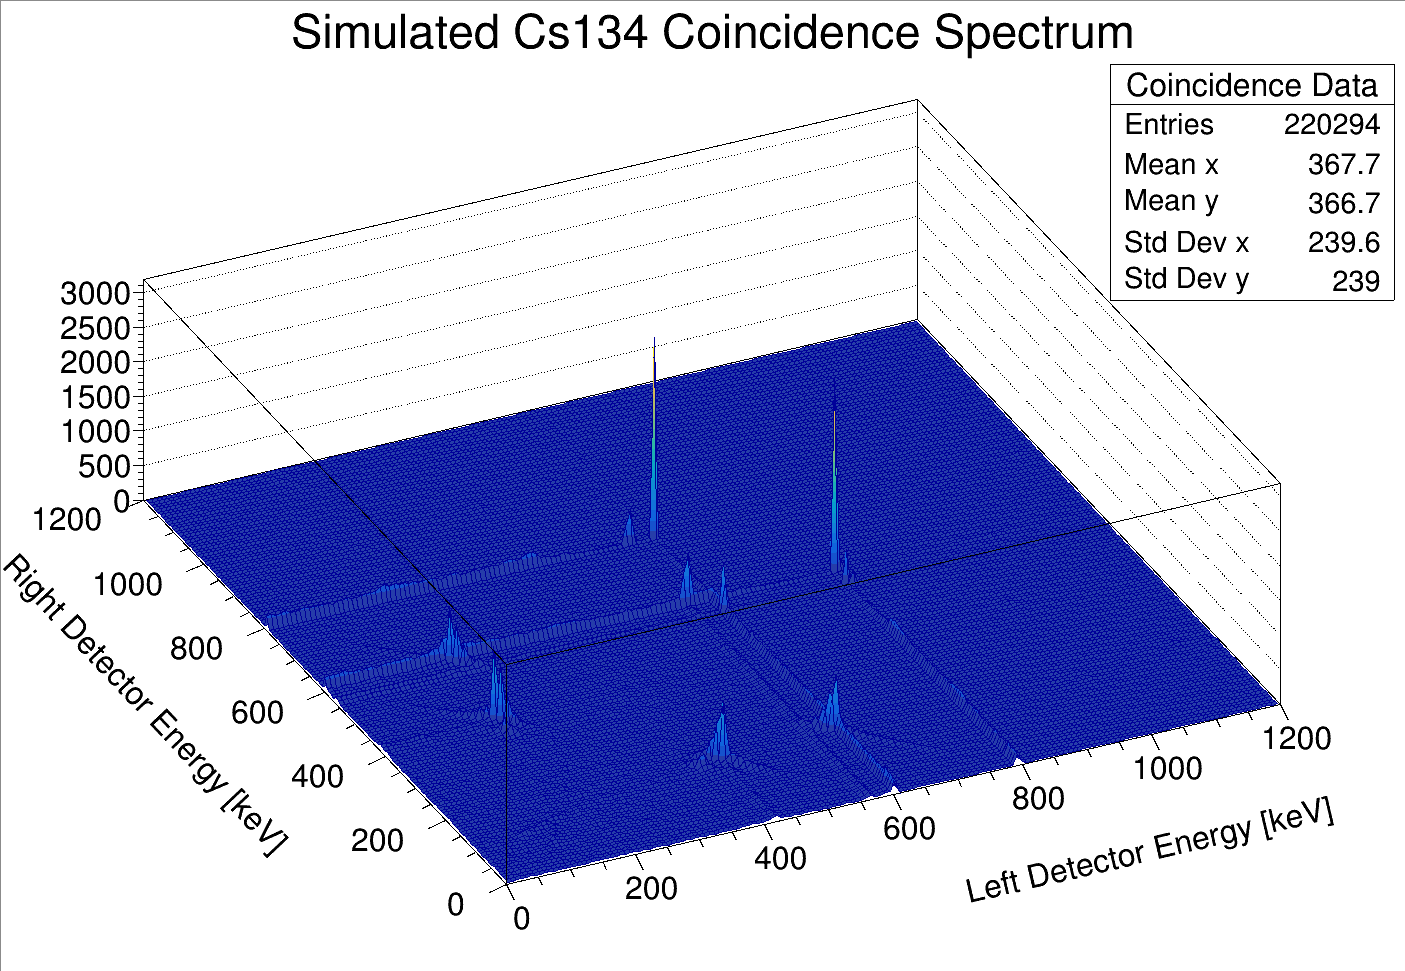 Simulated Cs134 Coincidence Spectrum
Coincidence Data
Entries 220294
Mean x 367.7
Mean y 366.7
Std Dev x 239.6
Std Dev y 239
3000
2500
2000
1500
1000
500
0
1200
1000
800
600
400
200
0
Right Detector Energy [keV]
0
200
400
600
800
1000
1200
Left Detector Energy [keV]